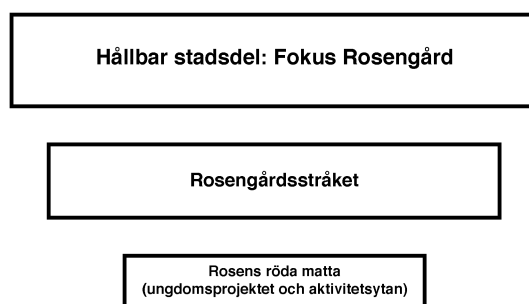 Hållbar stadsdel: Fokus Rosengård
Rosengårdsstråket
Rosens röda matta
(ungdomsprojektet och aktivitetsytan)